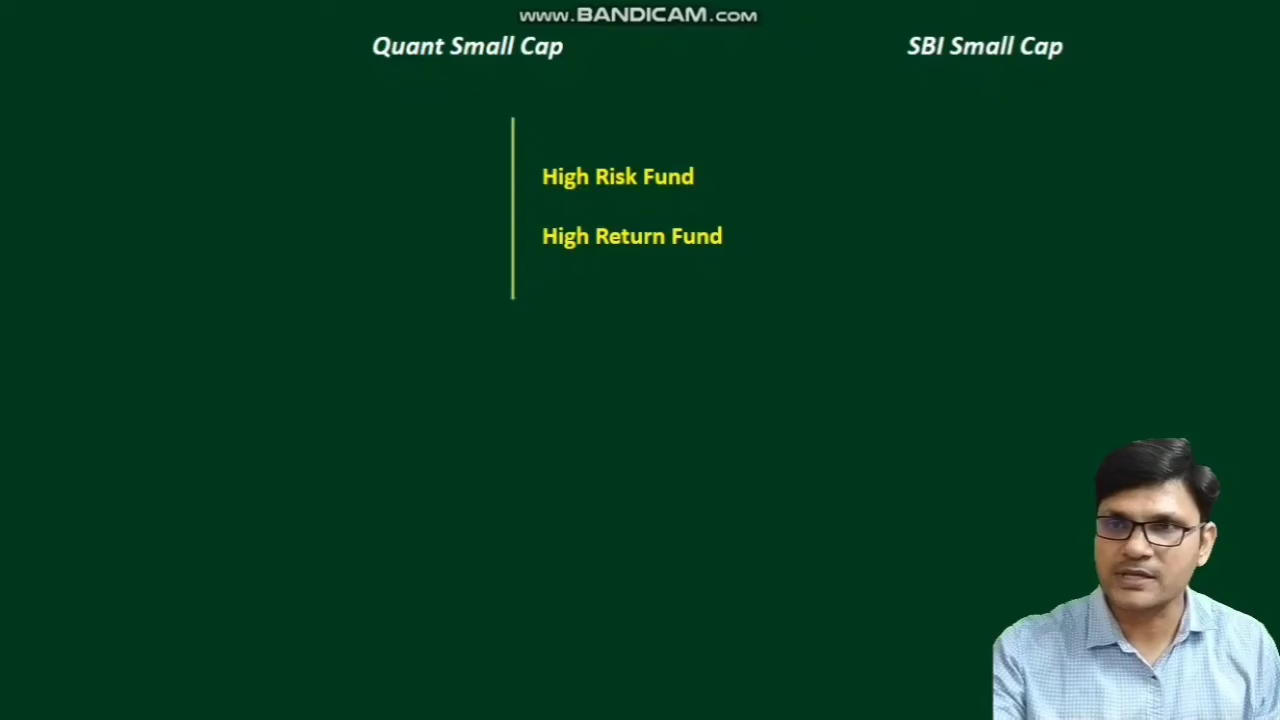 www.BANDICAM.com
Quant Small Cap
SBI Small Cap
High Risk Fund
High Return Fund